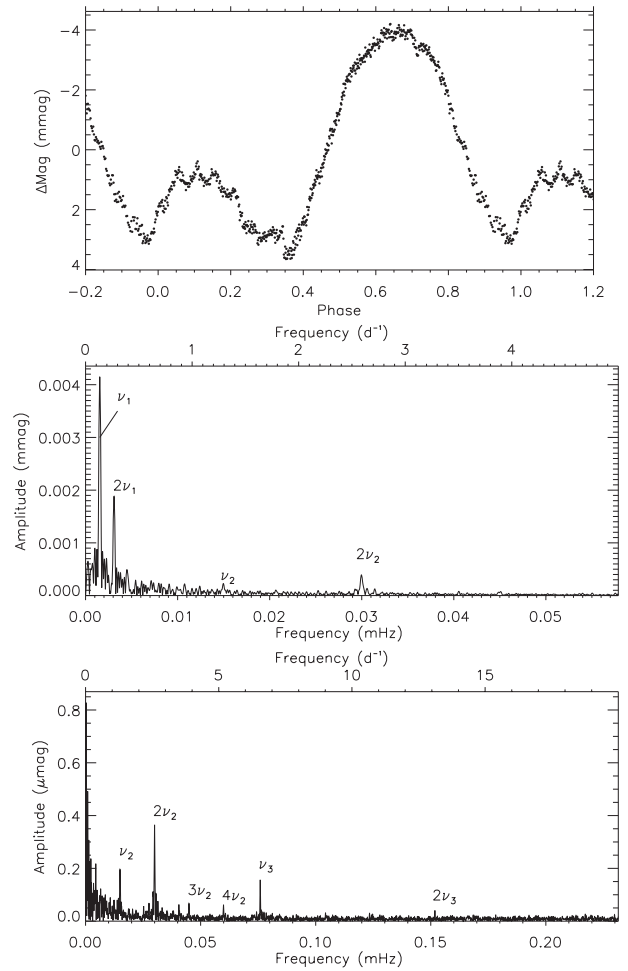 -4
-2
0
2
4
ΔMag (mmag)
-0.2 0.0 0.2 0.4 0.6 0.8 1.0 1.2
Phase
Frequency (d⁻¹)
0 1 2 3 4
0.004
0.003
0.002
0.001
0.000
Amplitude (mmag)
ν₁
2ν₁
ν₂
2ν₂
0.00 0.01 0.02 0.03 0.04 0.05
Frequency (mHz)
Frequency (d⁻¹)
0 5 10 15
0.8
0.6
0.4
0.2
0.0
Amplitude (μmag)
ν₂
2ν₂
3ν₂
4ν₂
ν₃
2ν₃
0.00 0.05 0.10 0.15 0.20
Frequency (mHz)